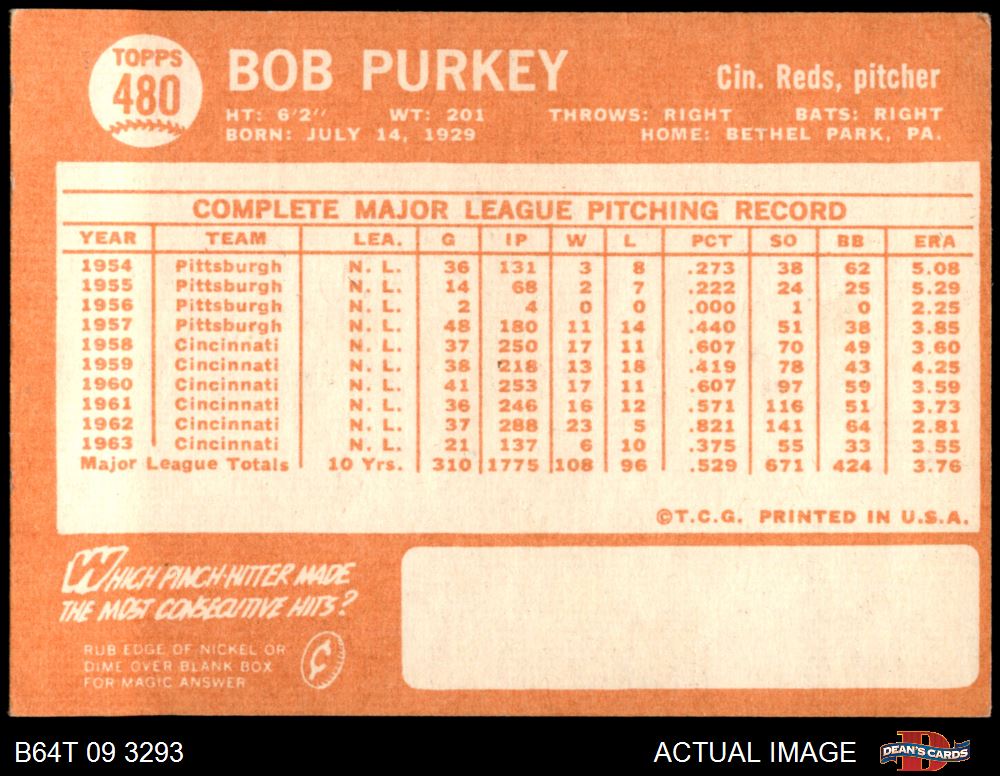 TOPPS
480
BOB PURKEY
Cin. Reds, pitcher
HT: 6'2" WT: 201 THROWS: RIGHT BATS: RIGHT
BORN: JULY 14, 1929 HOME: BETHEL PARK, PA.
COMPLETE MAJOR LEAGUE PITCHING RECORD
YEAR TEAM LEA. G IP W L PCT SO BB ERA
1954 Pittsburgh N. L. 36 131 3 8 .273 38 62 5.08
1955 Pittsburgh N. L. 14 68 2 7 .222 24 25 5.29
1956 Pittsburgh N. L. 2 4 0 0 .000 1 0 2.25
1957 Pittsburgh N. L. 48 180 11 14 .440 51 38 3.85
1958 Cincinnati N. L. 37 250 17 11 .607 70 49 3.60
1959 Cincinnati N. L. 38 218 13 18 .419 78 43 4.25
1960 Cincinnati N. L. 41 253 17 11 .607 97 59 3.59
1961 Cincinnati N. L. 36 246 16 12 .571 116 51 3.73
1962 Cincinnati N. L. 37 288 23 5 .821 141 64 2.81
1963 Cincinnati N. L. 21 137 6 10 .375 55 33 3.55
Major League Totals 10 Yrs. 310 1775 108 96 .529 671 424 3.76
©T.C.G. PRINTED IN U.S.A.
WHICH PINCH-HITTER MADE
THE MOST CONSECUTIVE HITS?
RUB EDGE OF NICKEL OR
DIME OVER BLANK BOX
FOR MAGIC ANSWER
¢
B64T 09 3293
ACTUAL IMAGE
D
DEAN'S CARDS